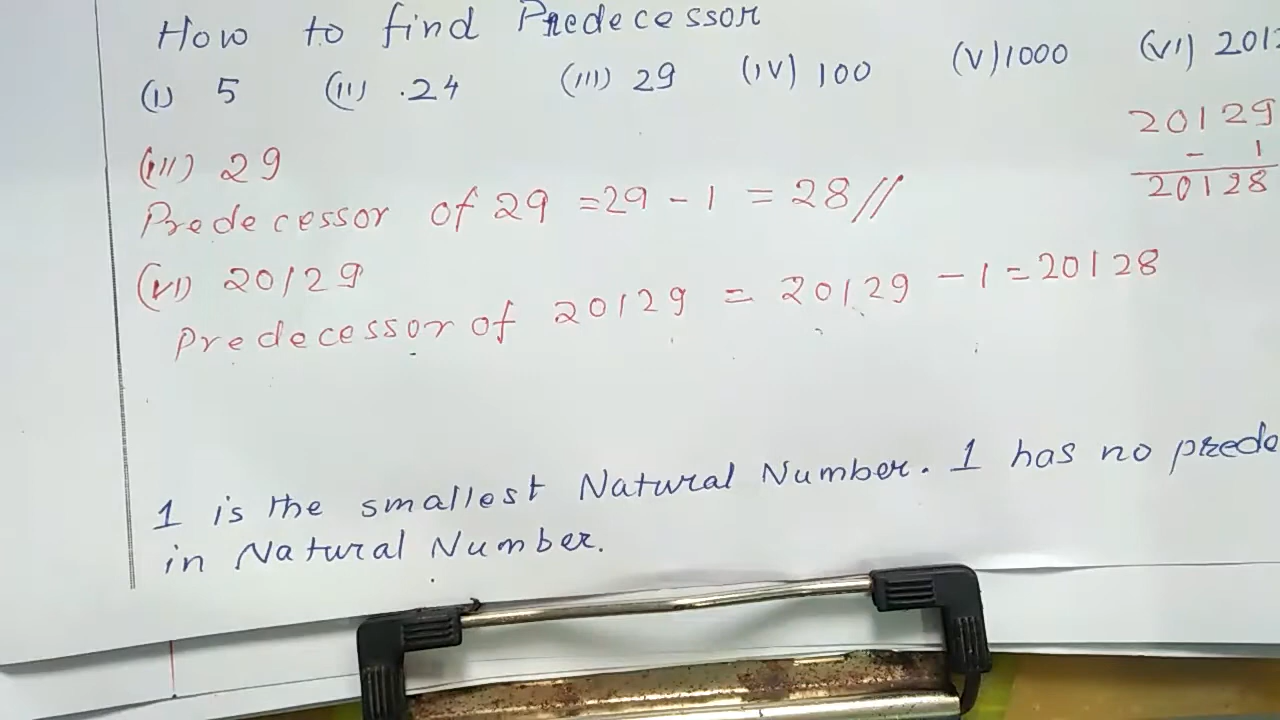 How to find Predecessor
(I) 5 (II) .24 (III) 29 (IV) 100 (V) 1000 (VI) 2012
20129
- 1
20128
(III) 29
Predecessor of 29 = 29 - 1 = 28//
(VI) 20129
Predecessor of 20129 = 20129 - 1 = 20128
1 is the smallest Natural Number. 1 has no prede
in Natural Number.